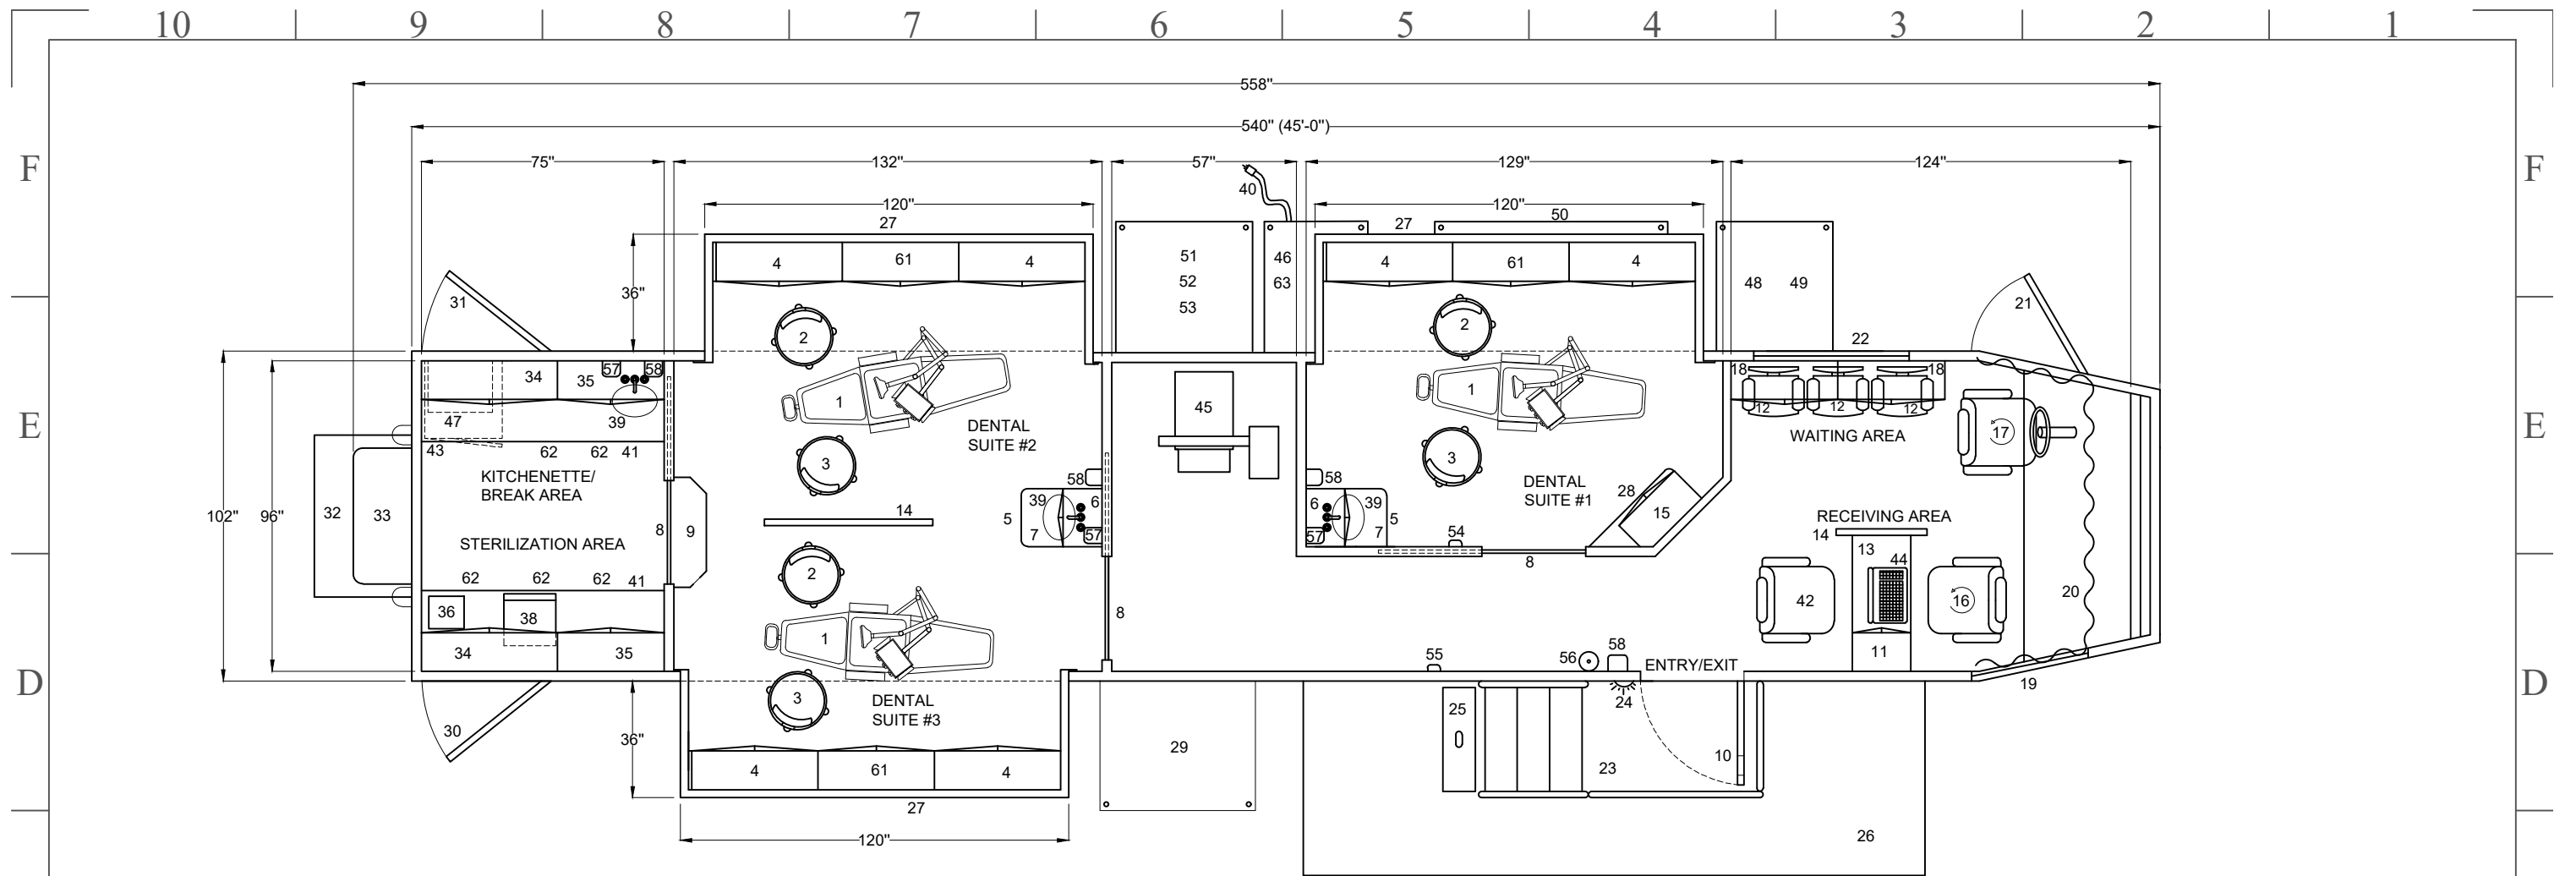 10 9 8 7 6 5 4 3 2 1
558"
540" (45'-0")
F 75" 132" 57" 129" 124" F
40
120" 120"
27 27 50
4 61 4 51 46 4 61 4
52 63 48 49
53
36"
31 21
2 2 22
34 35 57 58 18 18
1 45 1 12 12 12 17
47 39
E DENTAL E
SUITE #2
WAITING AREA
43 62 62 41
3 3
KITCHENETTE/
BREAK AREA
58 58
DENTAL
SUITE #1
28
102" 96" 32 33
39 6 6 39
14 5 5 15
7 57 57 7
RECEIVING AREA
14
8 9 54
STERILIZATION AREA
8
13 44
62 62 62 41
2
36 38 8 42 16 20
1
34 35 55 56 58 11
ENTRY/EXIT
D 19 D
3 DENTAL
SUITE #3
24
25
30 36" 29 10
23
4 61 4
27
120" 26